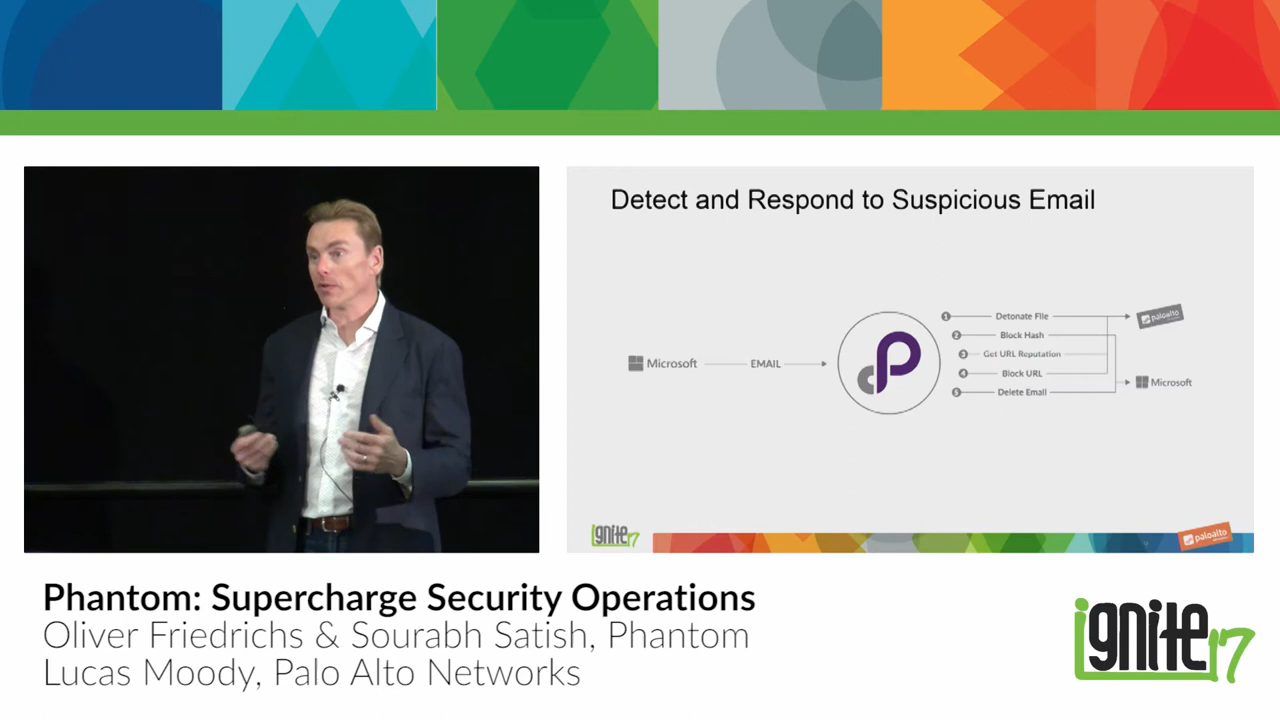 Detect and Respond to Suspicious Email
Microsoft
EMAIL
1 Detonate File
2 Block Hash
3 Get URL Reputation
4 Block URL
5 Delete Email
paloalto
Microsoft
ignite17
paloalto
Phantom: Supercharge Security Operations
Oliver Friedrichs & Sourabh Satish, Phantom
Lucas Moody, Palo Alto Networks
ignite17